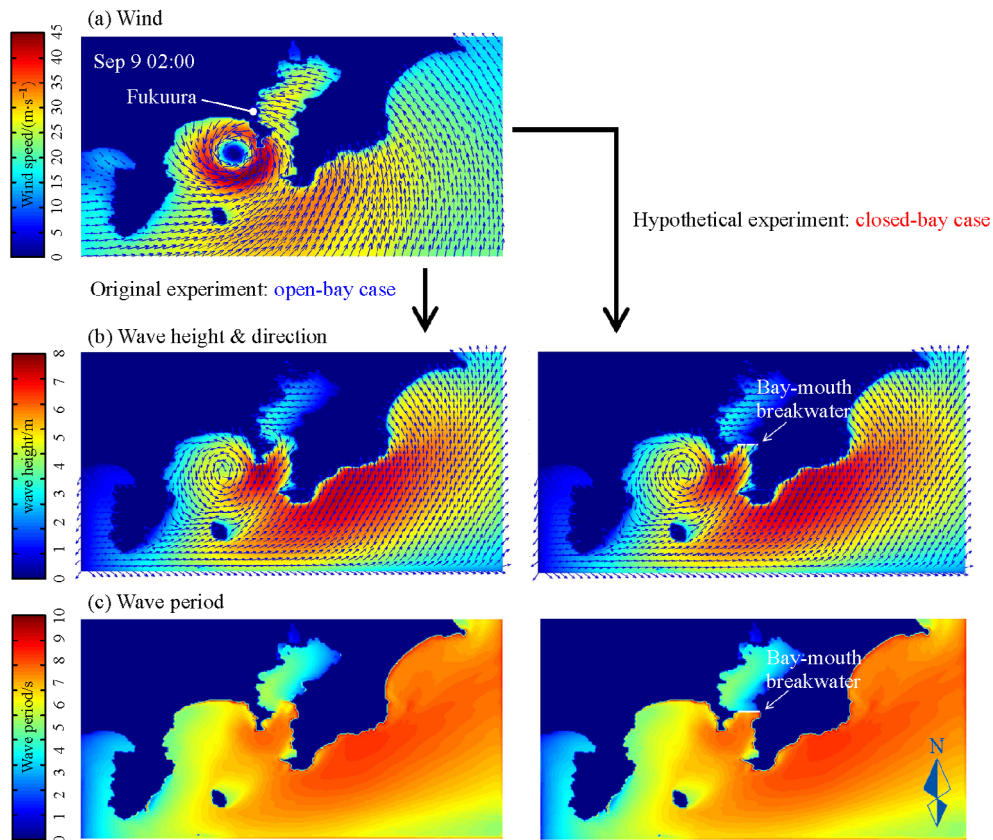 (a) Wind
Wind speed/(m·s⁻¹)
0 5 10 15 20 25 30 35 40 45
Sep 9 02:00
Fukuura
Hypothetical experiment: closed-bay case
Original experiment: open-bay case
(b) Wave height & direction
wave height/m
0 1 2 3 4 5 6 7 8
Bay-mouth
breakwater
(c) Wave period
Wave period/s
0 1 2 3 4 5 6 7 8 9 10
Bay-mouth
breakwater
N